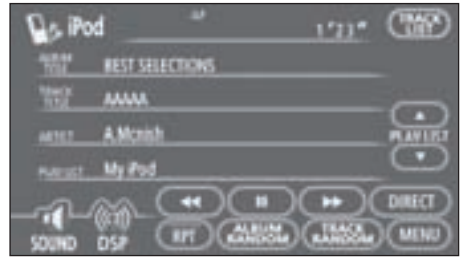 iPod 1'23" TRACK LIST
ALBUM TITLE BEST SELECTIONS
TRACK TITLE AAAAA
ARTIST A.Mcnish
PLAY LIST
PLAYLIST My iPod
DIRECT
SOUND DSP RPT ALBUM RANDOM TRACK RANDOM MENU